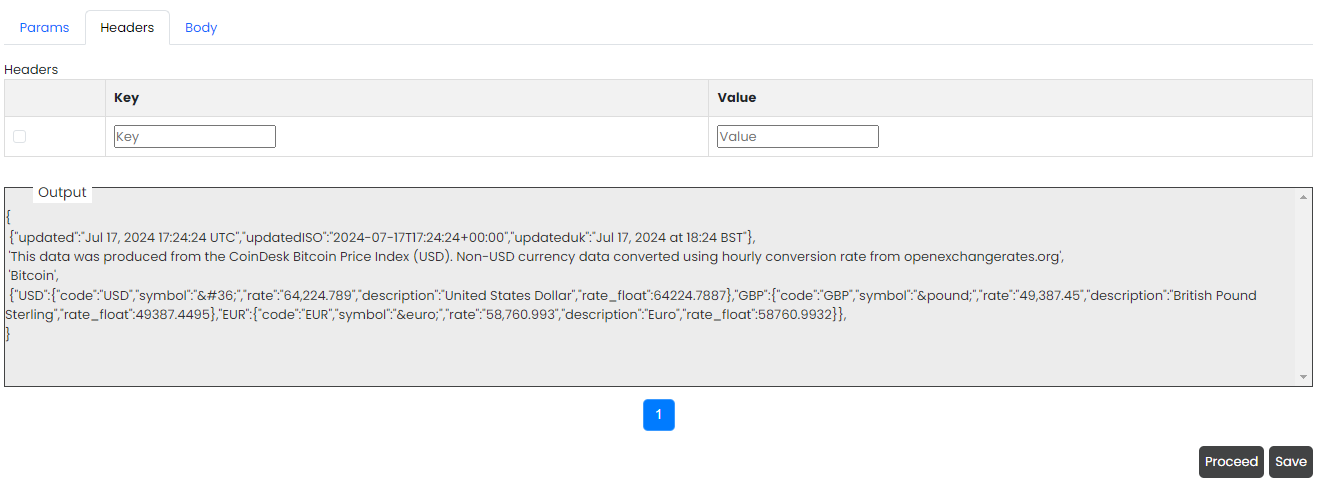 Params Headers Body
Headers
Key Value
Key Value
Output
{
{"updated":"Jul 17, 2024 17:24:24 UTC","updatedISO":"2024-07-17T17:24:24+00:00","updateduk":"Jul 17, 2024 at 18:24 BST"},
'This data was produced from the CoinDesk Bitcoin Price Index (USD). Non-USD currency data converted using hourly conversion rate from openexchangerates.org',
'Bitcoin',
{"USD":{"code":"USD","symbol":"&#36;","rate":"64,224.789","description":"United States Dollar","rate_float":64224.7887},"GBP":{"code":"GBP","symbol":"&pound;","rate":"49,387.45","description":"British Pound
Sterling","rate_float":49387.4495},"EUR":{"code":"EUR","symbol":"&euro;","rate":"58,760.993","description":"Euro","rate_float":58760.9932}},
}
1
Proceed Save